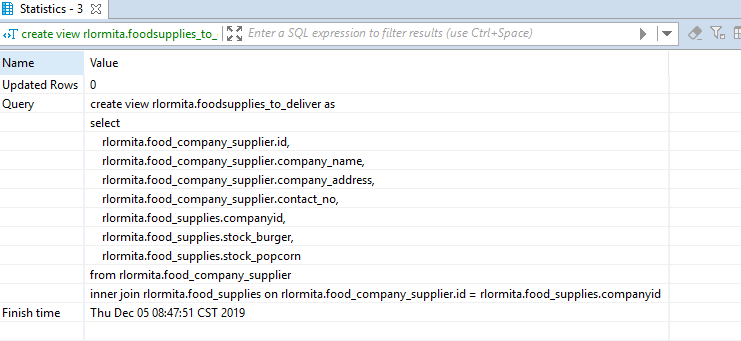 Statistics - 3
create view rlormita.foodsupplies_to_
Enter a SQL expression to filter results (use Ctrl+Space)
Name Value
Updated Rows 0
Query create view rlormita.foodsupplies_to_deliver as
select
rlormita.food_company_supplier.id,
rlormita.food_company_supplier.company_name,
rlormita.food_company_supplier.company_address,
rlormita.food_company_supplier.contact_no,
rlormita.food_supplies.companyid,
rlormita.food_supplies.stock_burger,
rlormita.food_supplies.stock_popcorn
from rlormita.food_company_supplier
inner join rlormita.food_supplies on rlormita.food_company_supplier.id = rlormita.food_supplies.companyid
Finish time Thu Dec 05 08:47:51 CST 2019